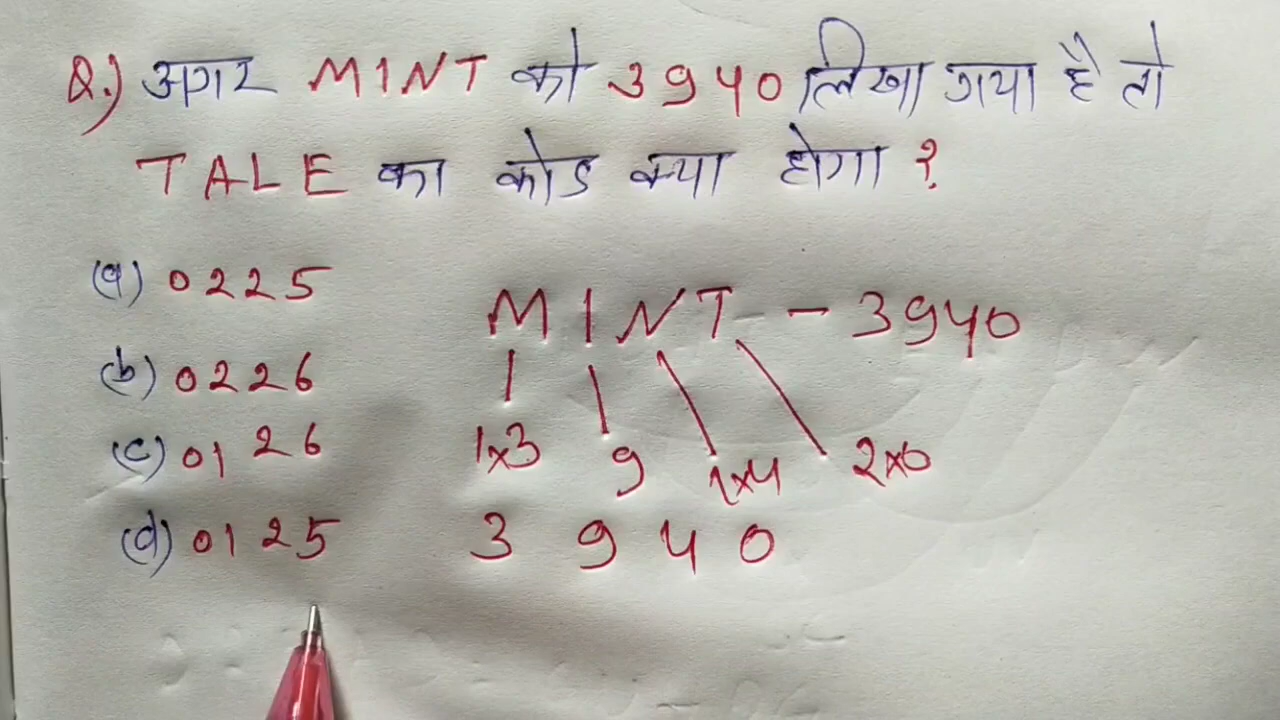 Q.) अगर MINT को 3940 लिखा गया है तो
TALE का कोड क्या होगा ?
(a) 0225
(b) 0226
(c) 0126
(d) 0125
MINT - 3940
1x3 9 1x4 2x0
3 9 4 0